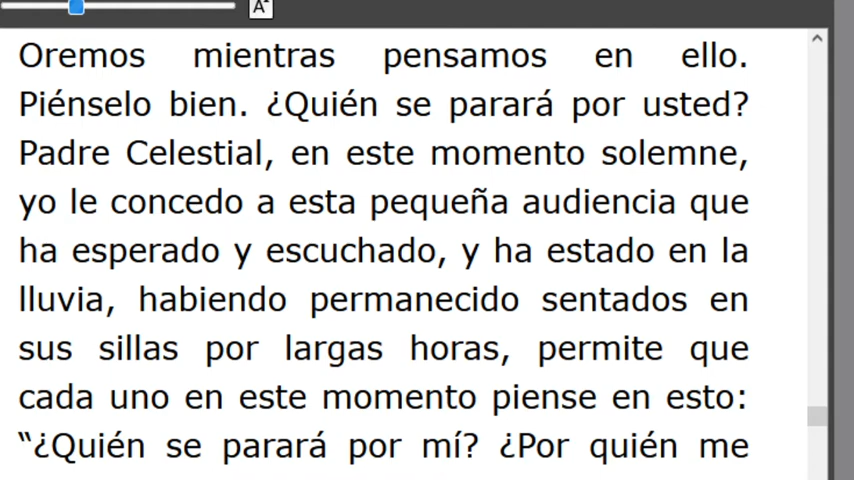 A
Oremos mientras pensamos en ello.
Piénselo bien. ¿Quién se parará por usted?
Padre Celestial, en este momento solemne,
yo le concedo a esta pequeña audiencia que
ha esperado y escuchado, y ha estado en la
lluvia, habiendo permanecido sentados en
sus sillas por largas horas, permite que
cada uno en este momento piense en esto:
“¿Quién se parará por mí? ¿Por quién me